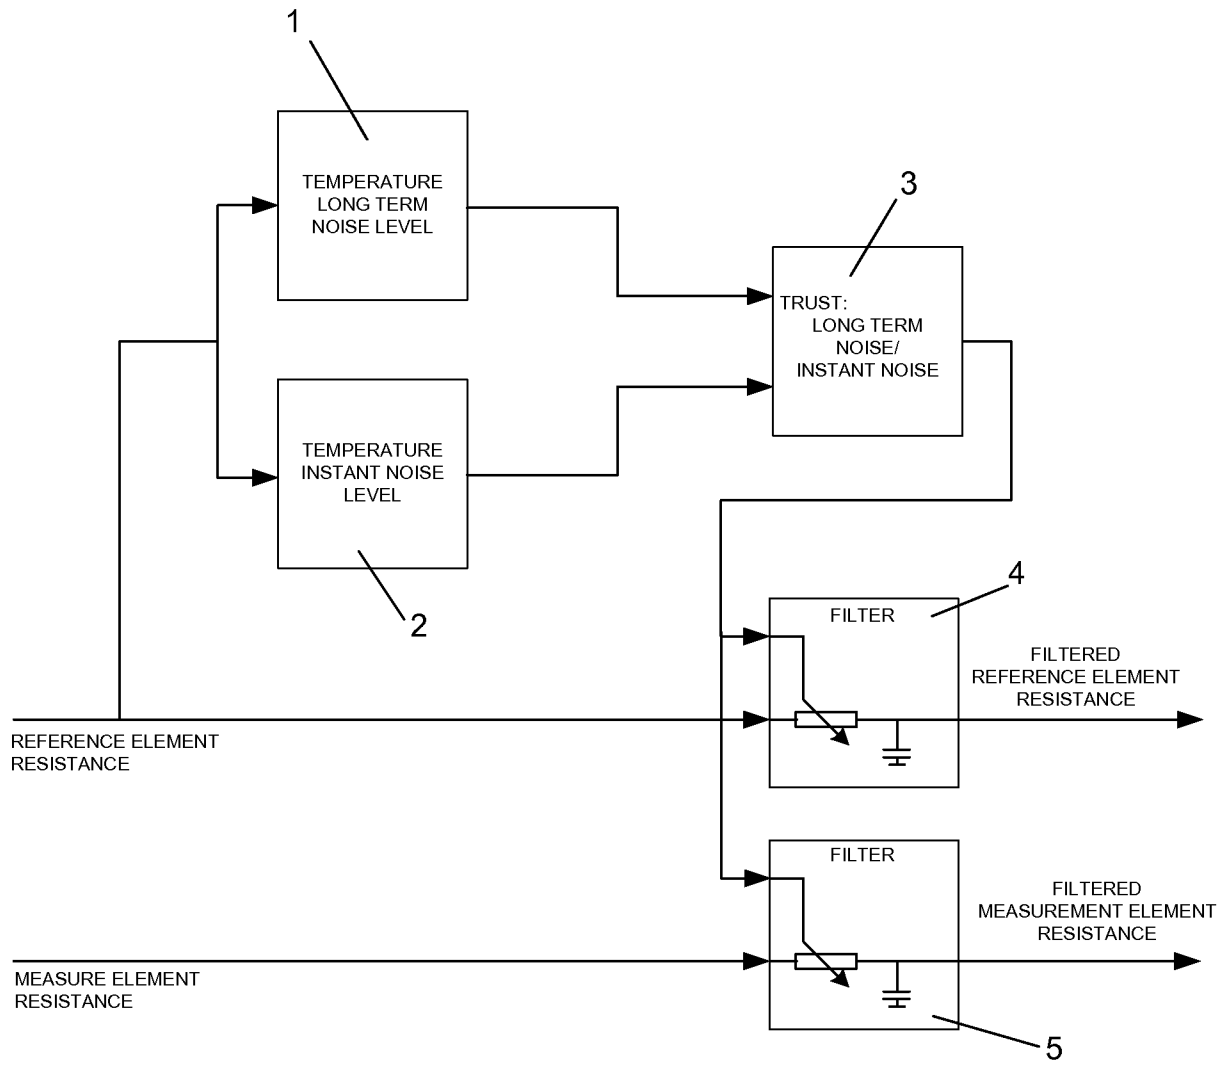 1
TEMPERATURE
LONG TERM
NOISE LEVEL
3
TRUST:
LONG TERM
NOISE/
INSTANT NOISE
TEMPERATURE
INSTANT NOISE
LEVEL
2
4
FILTER
FILTERED
REFERENCE ELEMENT
RESISTANCE
REFERENCE ELEMENT
RESISTANCE
FILTER
FILTERED
MEASUREMENT ELEMENT
RESISTANCE
MEASURE ELEMENT
RESISTANCE
5